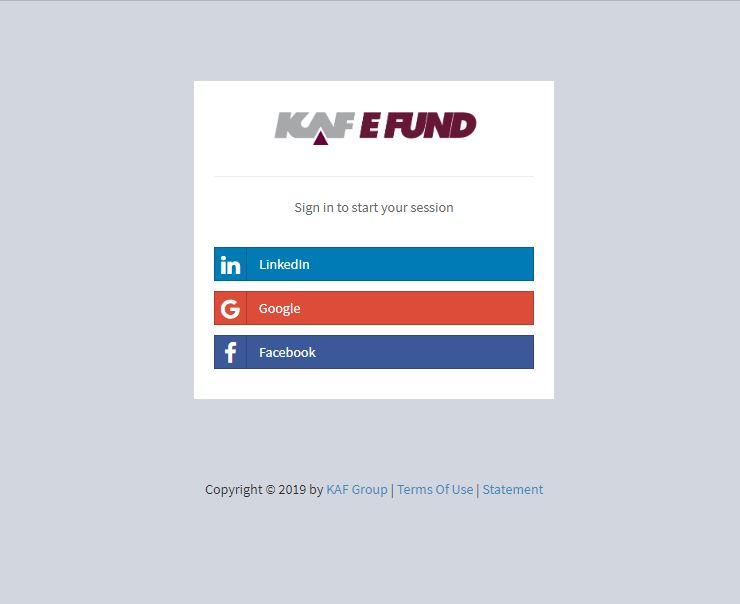 KAF E FUND
Sign in to start your session
in LinkedIn
G Google
f Facebook
Copyright © 2019 by KAF Group | Terms Of Use | Statement